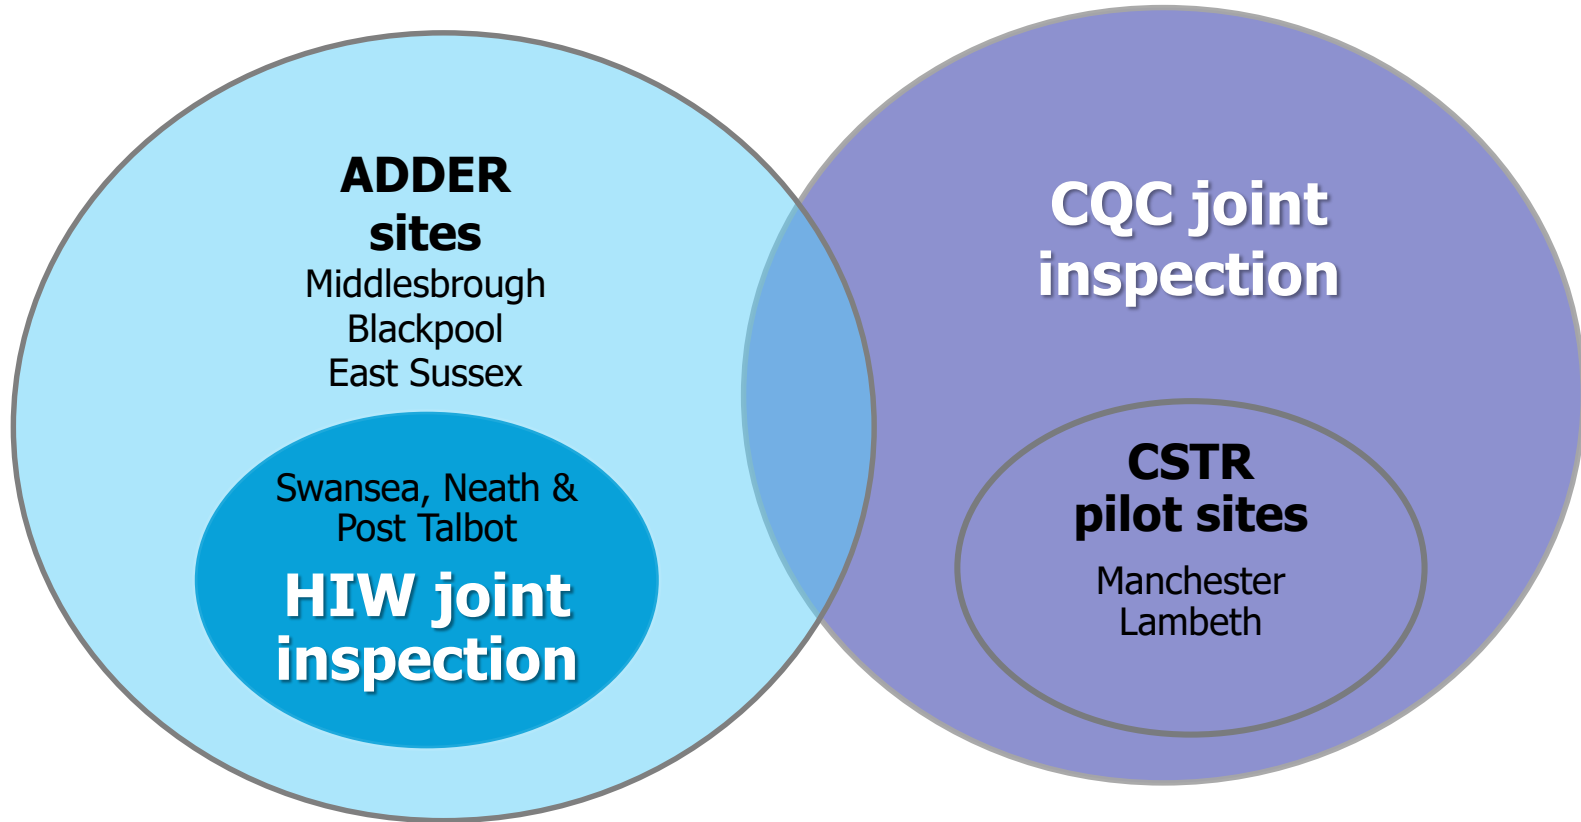 ADDER
sites
Middlesbrough
Blackpool
East Sussex
Swansea, Neath &
Post Talbot
HIW joint
inspection
CQC joint
inspection
CSTR
pilot sites
Manchester
Lambeth